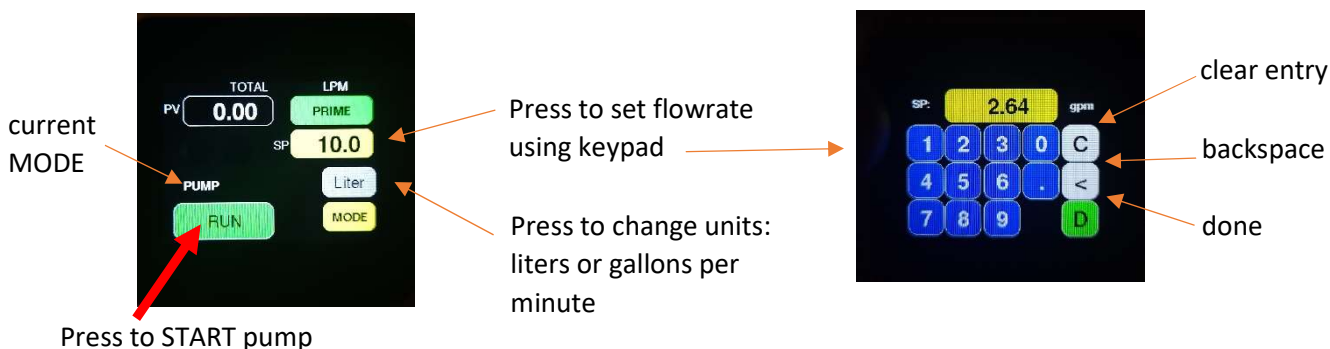 TOTAL
LPM
PV
0.00
PRIME
SP
10.0
Liter
PUMP
RUN
MODE
current
MODE
Press to START pump
Press to set flowrate
using keypad
Press to change units:
liters or gallons per
minute
SP:
2.64
gpm
1 2 3 0 C
4 5 6 . <
7 8 9 D
clear entry
backspace
done